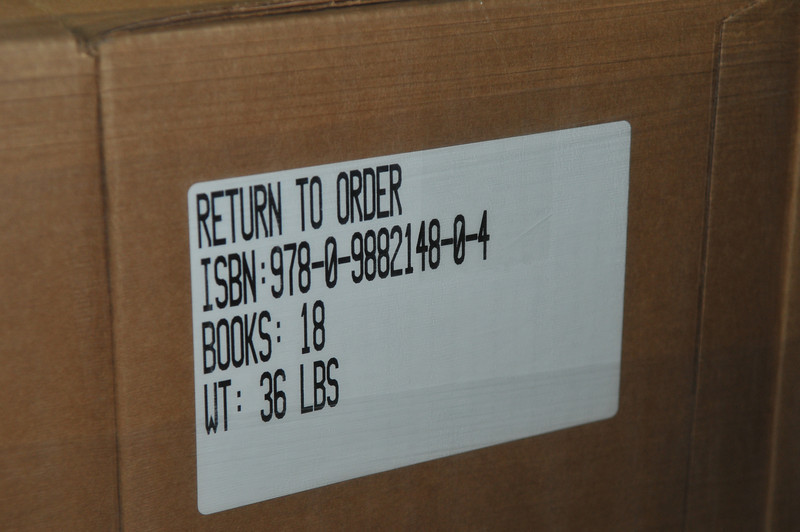 RETURN TO ORDER
ISBN:978-0-9882148-0-4
BOOKS: 18
WT: 36 LBS